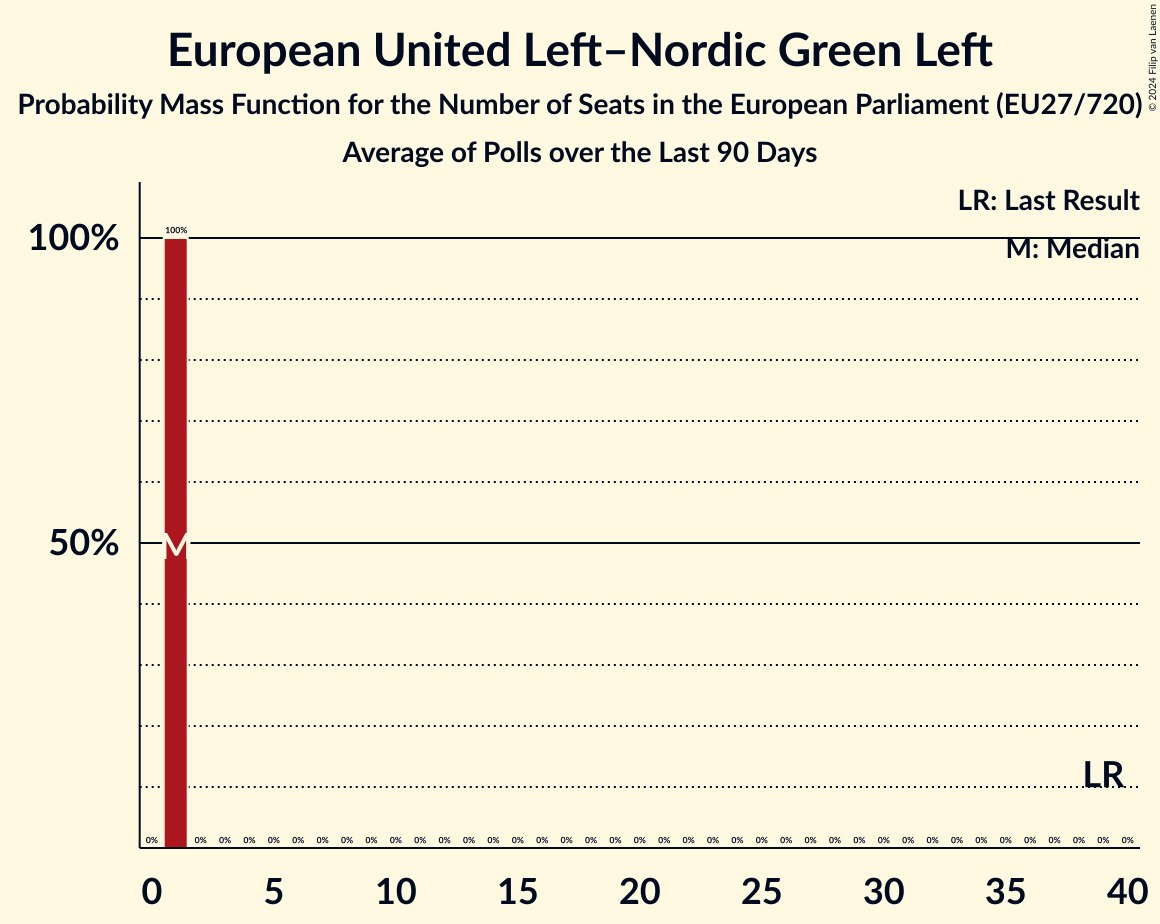 European United Left–Nordic Green Left
Probability Mass Function for the Number of Seats in the European Parliament (EU27/720)
Average of Polls over the Last 90 Days
© 2024 Filip van Laenen
LR: Last Result
M: Median
100%
100%
50%
M
LR
0% 0% 0% 0% 0% 0% 0% 0% 0% 0% 0% 0% 0% 0% 0% 0% 0% 0% 0% 0% 0% 0% 0% 0% 0% 0% 0% 0% 0% 0% 0% 0% 0% 0% 0% 0% 0% 0% 0% 0%
0 5 10 15 20 25 30 35 40